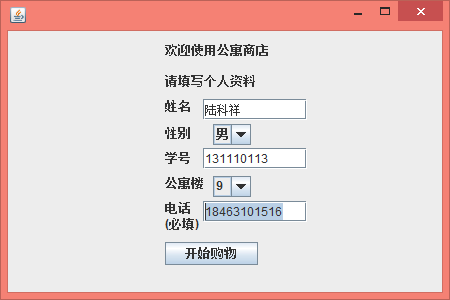 欢迎使用公寓商店
请填写个人资料
姓名 陆科祥
性别 男
学号 131110113
公寓楼 9
电话 18463101516
(必填)
开始购物